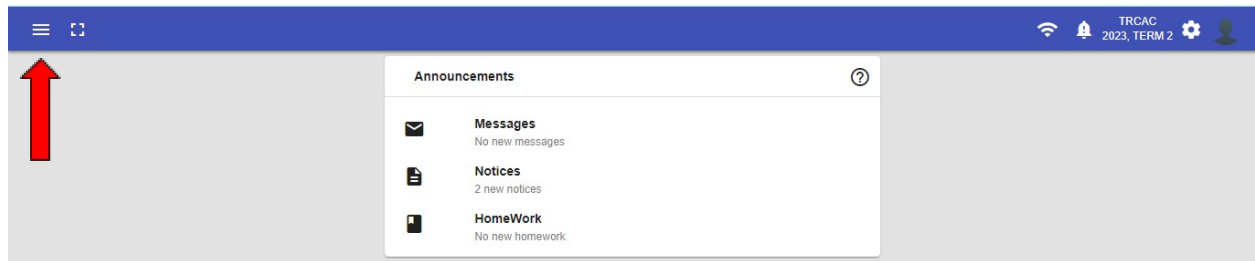 TRCAC
2023, TERM 2
Announcements
Messages
No new messages
Notices
2 new notices
HomeWork
No new homework